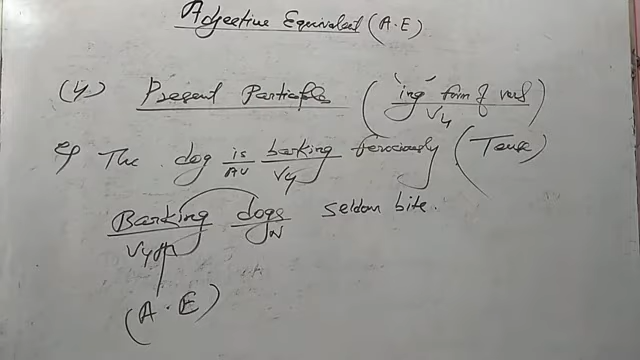 Adjective Equivalent (A.E)
(4) Present Participle ("ing" form of verb)
V4
eg The dog is barking ferociously (Tense)
AV V4
Barking dogs seldom bite.
V4 N
(A.E)